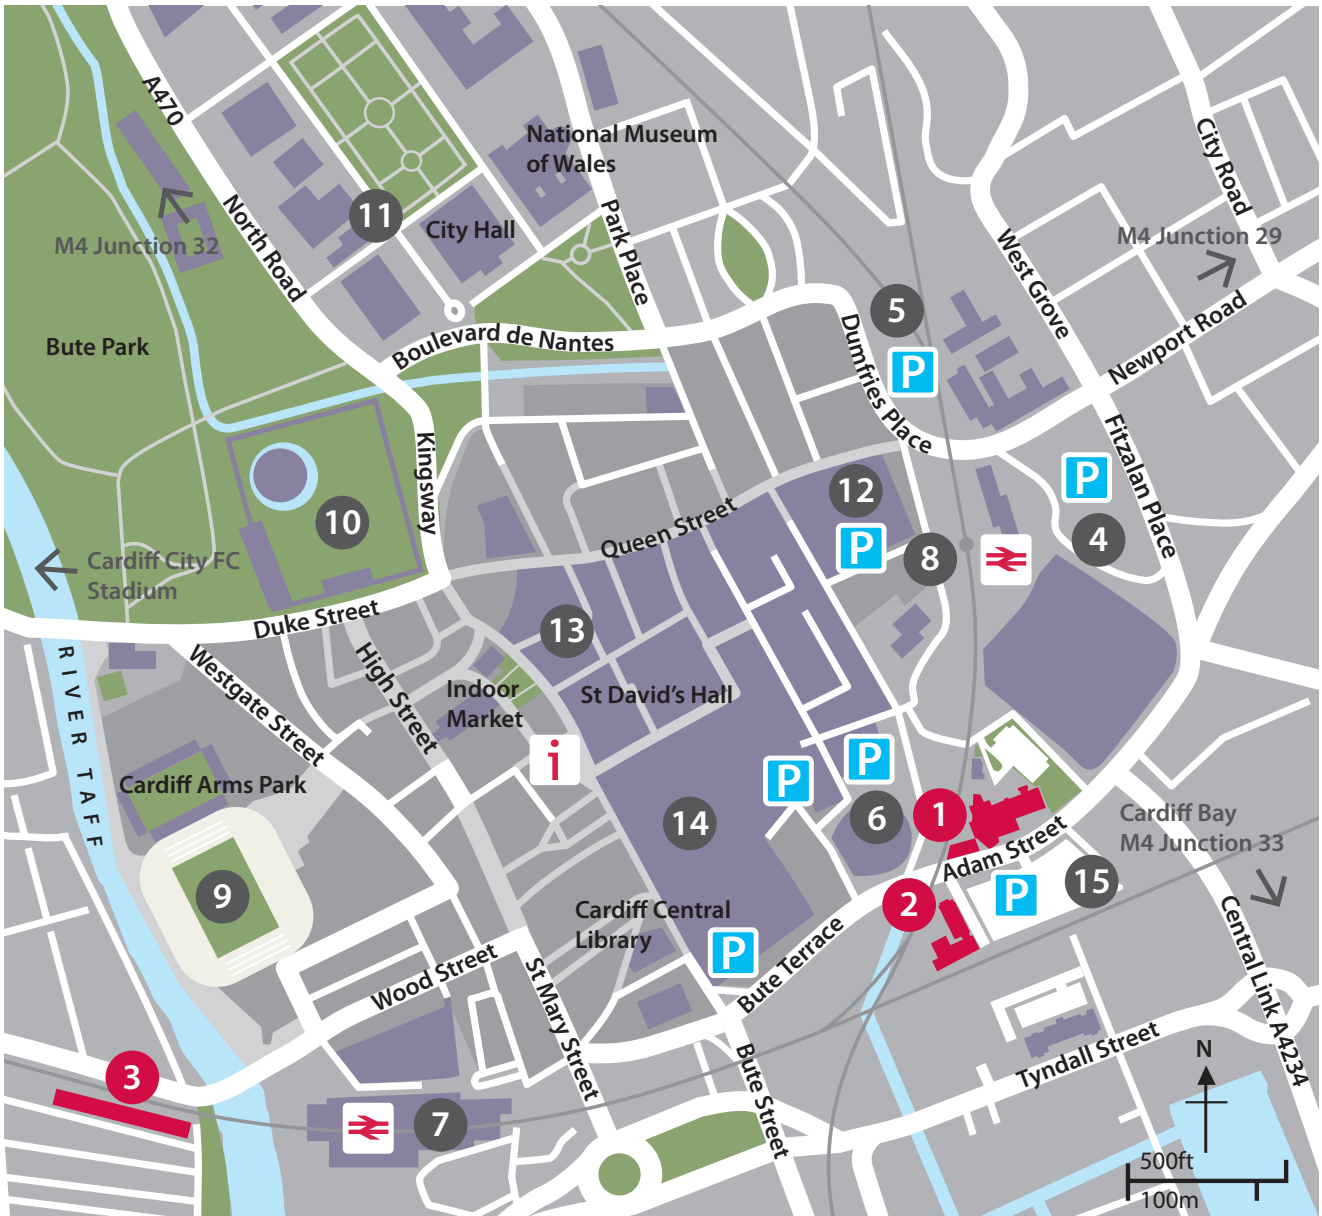 A470
National Museum
of Wales
City Road
11
City Hall
North Road
Park Place
M4 Junction 32
M4 Junction 29
West Grove
5
Bute Park
Boulevard de Nantes
Dumfries Place
Newport Road
P
Kingsway
Fitzalan Place
12
P
10
Queen Street
P
8
4
Cardiff City FC
Stadium
Duke Street
13
RIVER TAFF
Westgate Street
High Street
Indoor
Market
St David's Hall
i
P
P
Cardiff Arms Park
14
6
1
Cardiff Bay
M4 Junction 33
Adam Street
9
2
P
15
Cardiff Central
Library
P
Wood Street
St Mary Street
Bute Terrace
Central Link A4234
Tyndall Street
N
3
7
Bute Street
500ft
100m